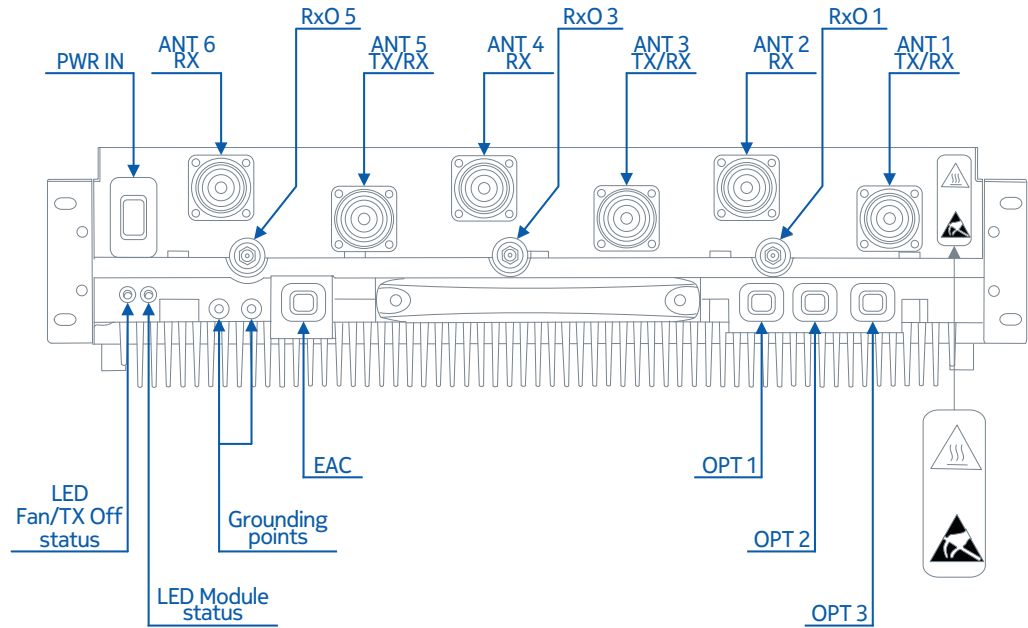 RxO 5
RxO 3
RxO 1
PWR IN
ANT 6
RX
ANT 5
TX/RX
ANT 4
RX
ANT 3
TX/RX
ANT 2
RX
ANT 1
TX/RX
EAC
OPT 1
LED
Fan/TX Off
status
Grounding
points
OPT 2
LED Module
status
OPT 3